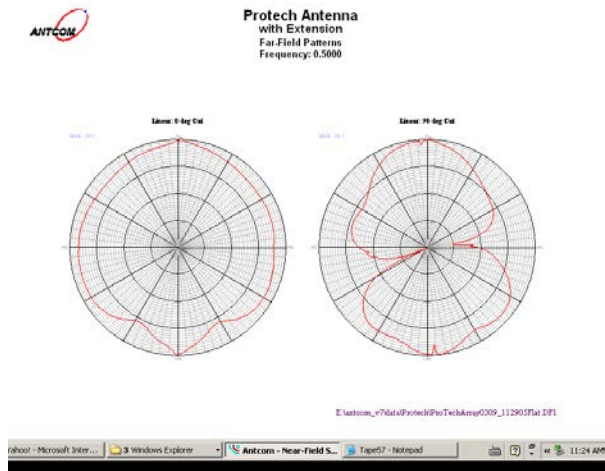 ANTCOM
Protech Antenna
with Extension
Far-Field Patterns
Frequency: 0.5000
Linear: 0-deg Cut
Linear: 90-deg Cut
E:\antcom_v7\data\Protech\ProTechArray0309_112905Flat.DF1
Yahoo! - Microsoft Inter...
3 Windows Explorer
Antcom - Near-Field S...
Tape57 - Notepad
11:24 AM